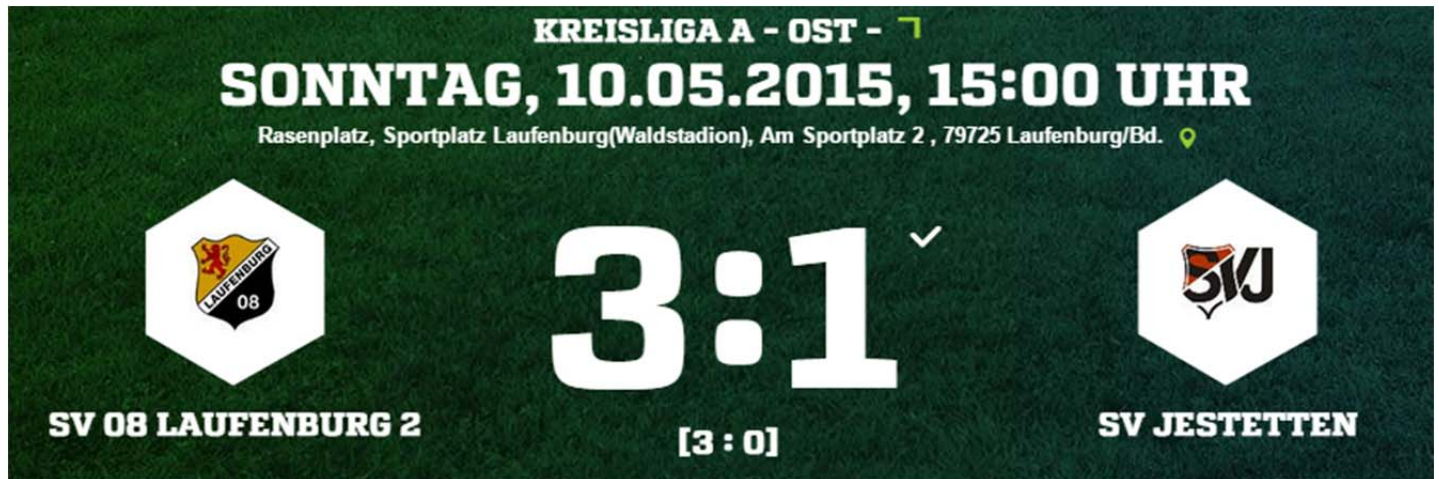 KREISLIGA A - OST -
SONNTAG, 10.05.2015, 15:00 UHR
Rasenplatz, Sportplatz Laufenburg(Waldstadion), Am Sportplatz 2 , 79725 Laufenburg/Bd.
LAUFENBURG
08
3:1
SVJ
SV 08 LAUFENBURG 2
[3 : 0]
SV JESTETTEN